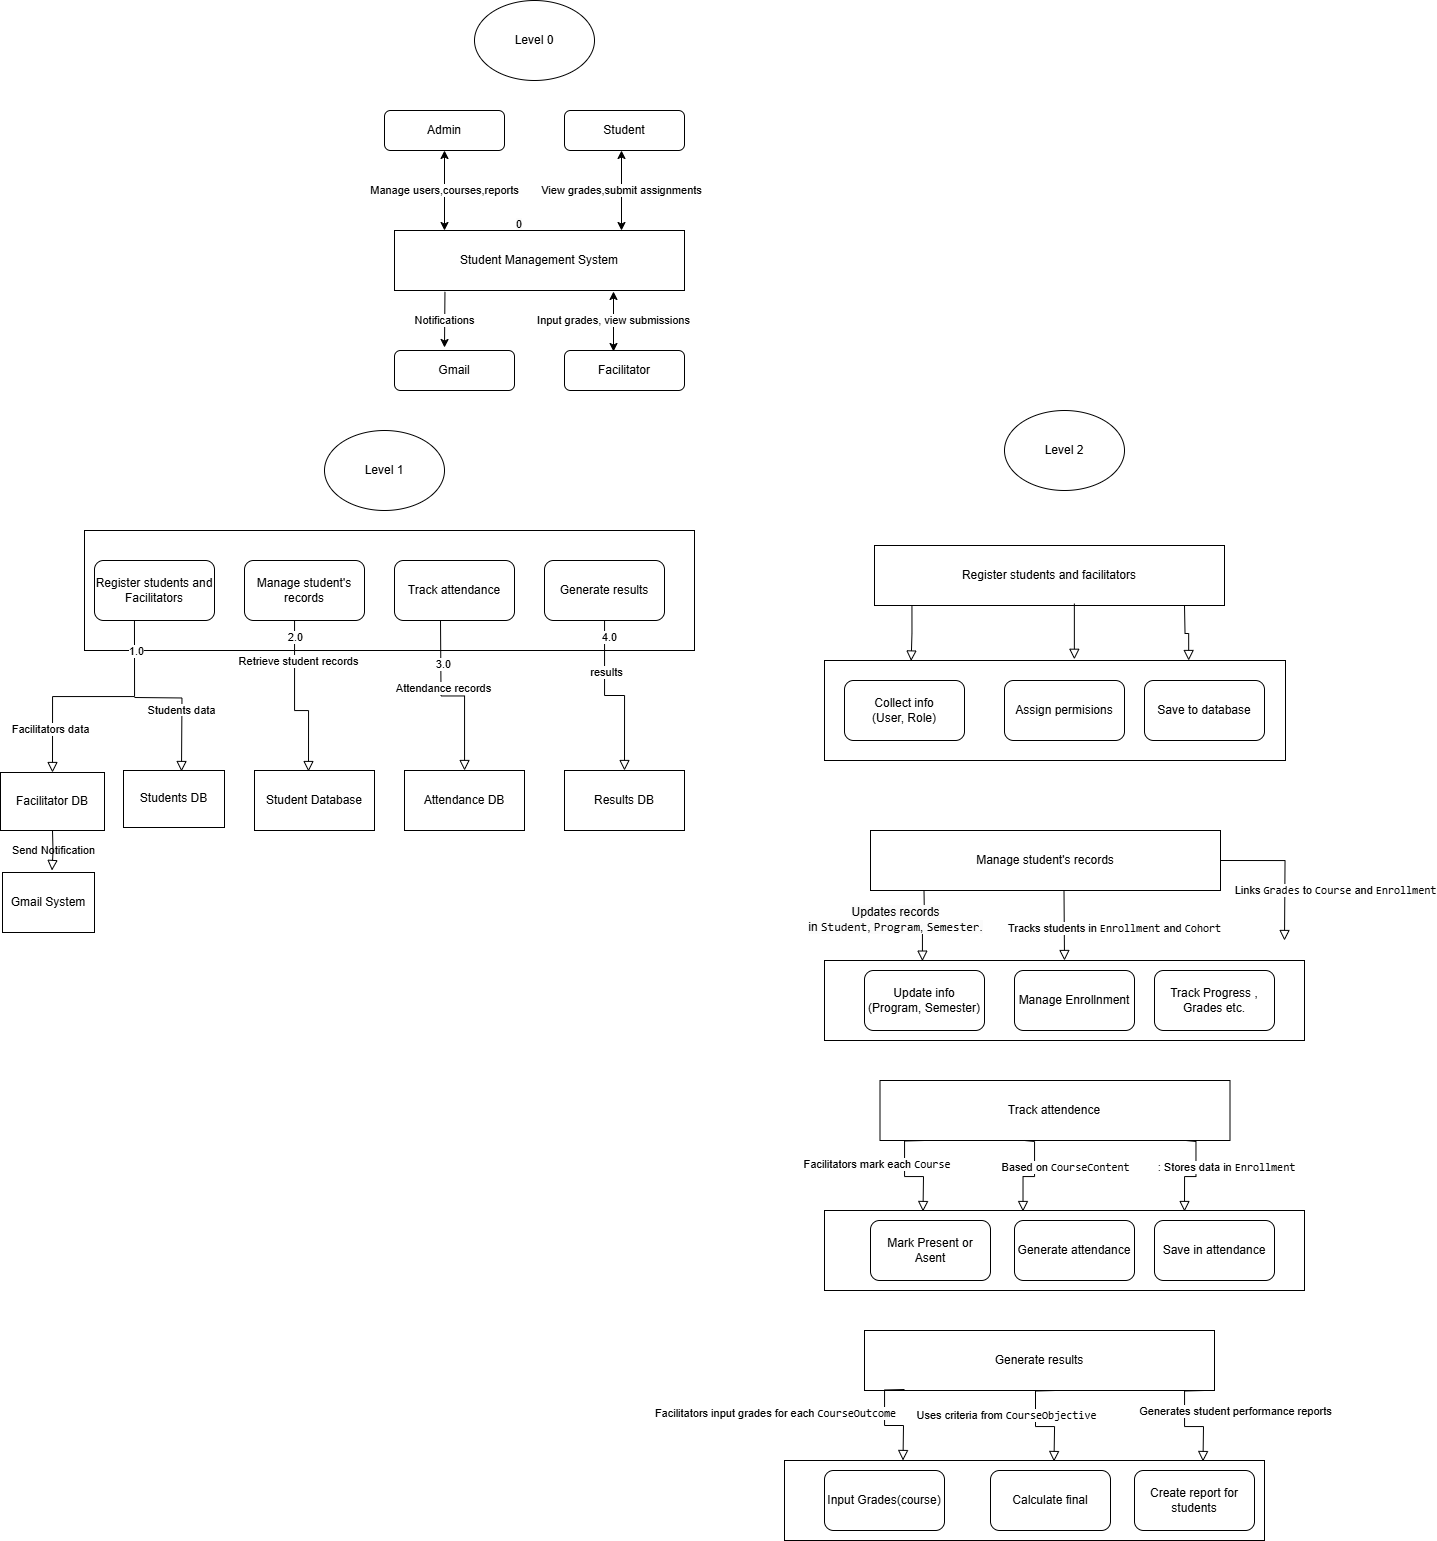 Level 0
Admin
Student
Manage users,courses,reports
View grades,submit assignments
0
Student Management System
Notifications
Input grades, view submissions
Gmail
Facilitator
Level 1
Register students and
Facilitators
Manage student's
records
Track attendance
Generate results
1.0
2.0
3.0
4.0
Retrieve student records
Attendance records
results
Facilitators data
Students data
Facilitator DB
Students DB
Student Database
Attendance DB
Results DB
Send Notification
Gmail System
Level 2
Register students and facilitators
Collect info
(User, Role)
Assign permisions
Save to database
Manage student's records
Updates records
in Student, Program, Semester.
Tracks students in Enrollment and Cohort
Links Grades to Course and Enrollment
Update info
(Program, Semester)
Manage Enrollnment
Track Progress ,
Grades etc.
Track attendence
Facilitators mark each Course
Based on CourseContent
: Stores data in Enrollment
Mark Present or
Asent
Generate attendance
Save in attendance
Generate results
Facilitators input grades for each CourseOutcome
Uses criteria from CourseObjective
Generates student performance reports
Input Grades(course)
Calculate final
Create report for
students